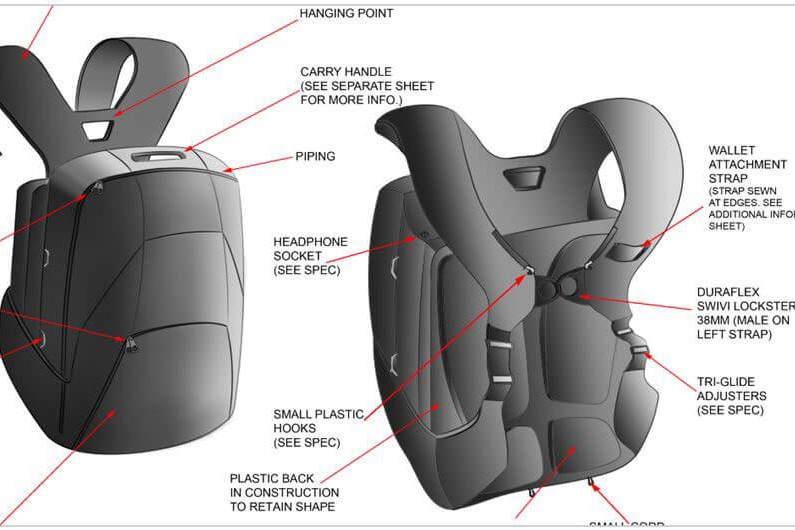 HANGING POINT
CARRY HANDLE
(SEE SEPARATE SHEET
FOR MORE INFO.)
PIPING
HEADPHONE
SOCKET
(SEE SPEC)
SMALL PLASTIC
HOOKS
(SEE SPEC)
PLASTIC BACK
IN CONSTRUCTION
TO RETAIN SHAPE
WALLET
ATTACHMENT
STRAP
(STRAP SEWN
AT EDGES. SEE
ADDITIONAL INFO
SHEET)
DURAFLEX
SWIVI LOCKSTER
38MM (MALE ON
LEFT STRAP)
TRI-GLIDE
ADJUSTERS
(SEE SPEC)
SMALL CORD